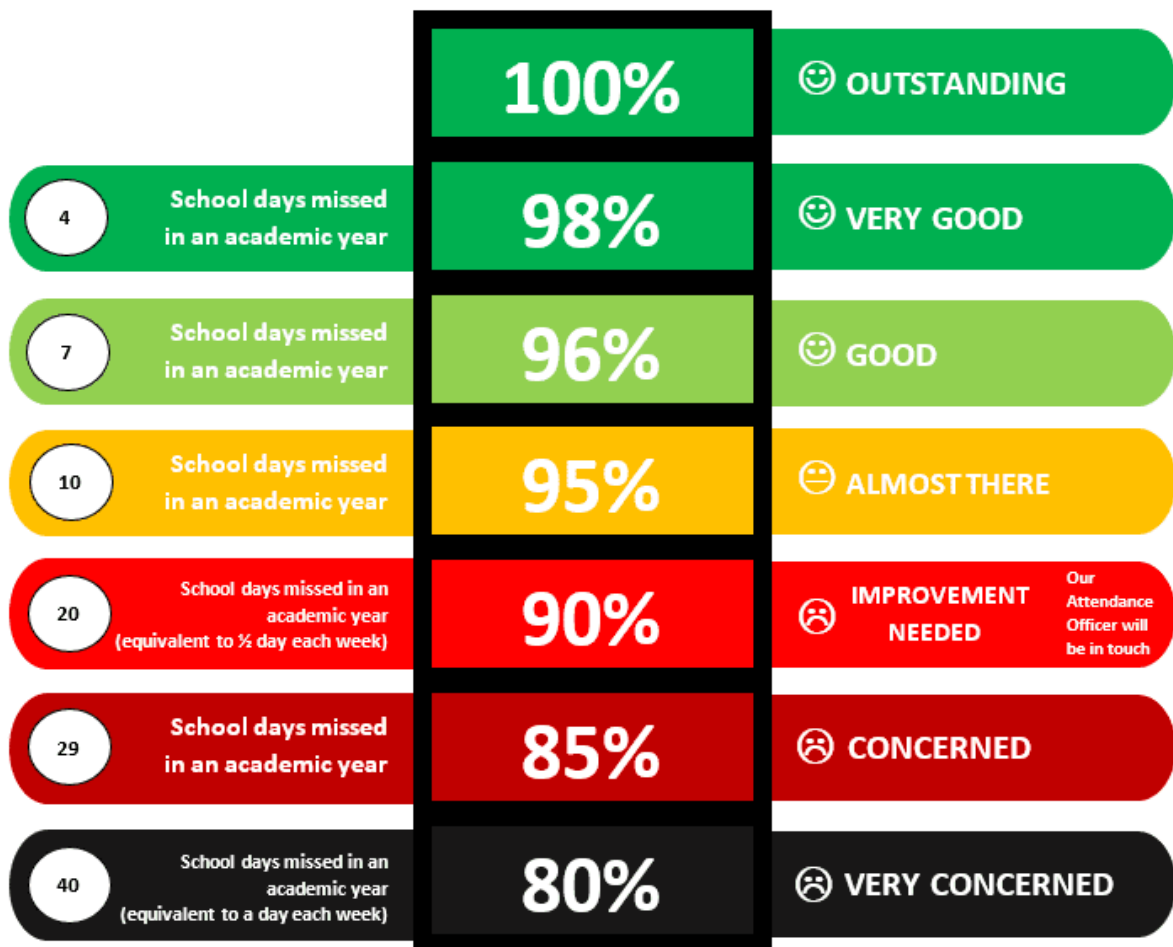 100%
OUTSTANDING
4
School days missed
in an academic year
98%
VERY GOOD
7
School days missed
in an academic year
96%
GOOD
10
School days missed
in an academic year
95%
ALMOST THERE
20
School days missed in an
academic year
(equivalent to ½ day each week)
90%
IMPROVEMENT
NEEDED
Our
Attendance
Officer will
be in touch
29
School days missed
in an academic year
85%
CONCERNED
40
School days missed in an
academic year
(equivalent to a day each week)
80%
VERY CONCERNED